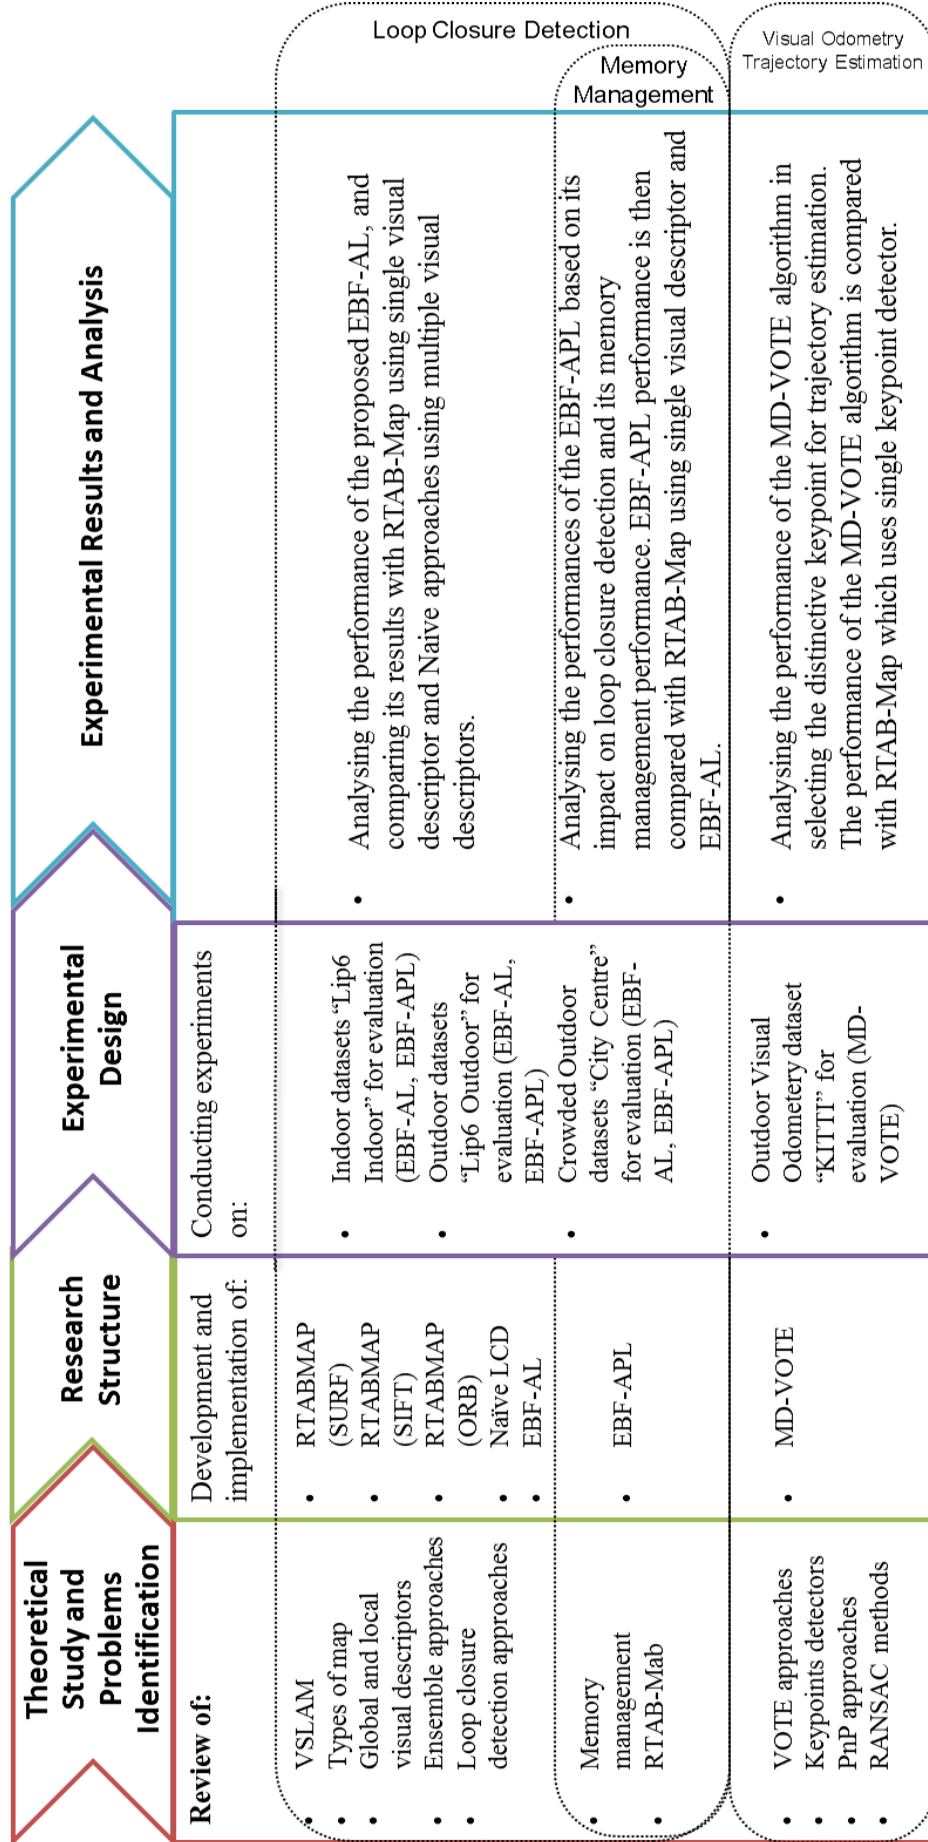 Theoretical
Study and
Problems
Identification
Research
Structure
Experimental
Design
Experimental Results and Analysis
Review of:
Development and
implementation of:
Conducting experiments
on:
Loop Closure Detection
• VSLAM
• Types of map
• Global and local
visual descriptors
• Ensemble approaches
• Loop closure
detection approaches
• RTABMAP
(SURF)
• RTABMAP
(SIFT)
• RTABMAP
(ORB)
• Naïve LCD
• EBF-AL
• Indoor datasets “Lip6
Indoor” for evaluation
(EBF-AL, EBF-APL)
• Outdoor datasets
“Lip6 Outdoor” for
evaluation (EBF-AL,
EBF-APL)
• Crowded Outdoor
datasets “City Centre”
for evaluation (EBF-
AL, EBF-APL)
• Analysing the performance of the proposed EBF-AL, and
comparing its results with RTAB-Map using single visual
descriptor and Naive approaches using multiple visual
descriptors.
Memory
Management
• Memory
management
• RTAB-Mab
• EBF-APL
• Analysing the performances of the EBF-APL based on its
impact on loop closure detection and its memory
management performance. EBF-APL performance is then
compared with RTAB-Map using single visual descriptor and
EBF-AL.
Visual Odometry
Trajectory Estimation
• VOTE approaches
• Keypoints detectors
• PnP approaches
• RANSAC methods
• MD-VOTE
• Outdoor Visual
Odometery dataset
“KITTI” for
evaluation (MD-
VOTE)
• Analysing the performance of the MD-VOTE algorithm in
selecting the distinctive keypoint for trajectory estimation.
The performance of the MD-VOTE algorithm is compared
with RTAB-Map which uses single keypoint detector.